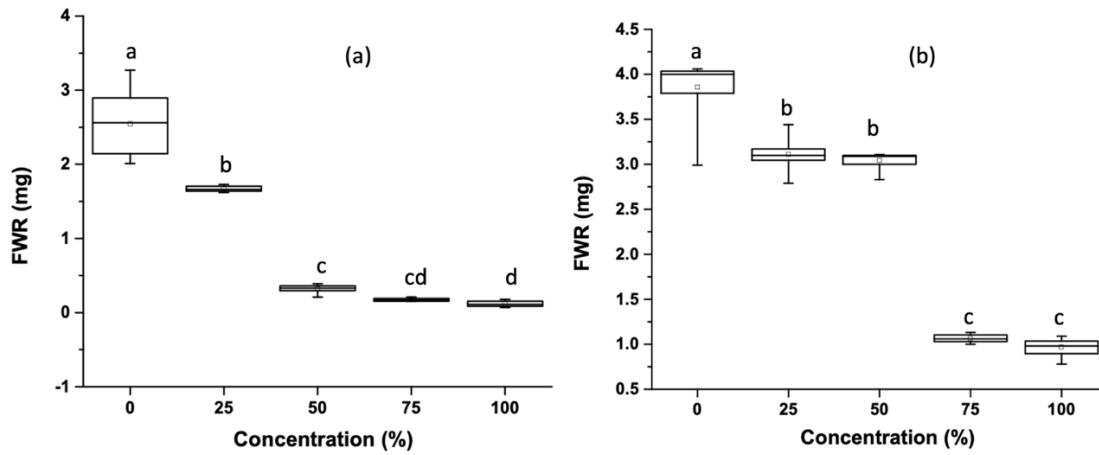 4
3
2
1
0
-1
FWR (mg)
(a)
a
b
c
cd
d
0 25 50 75 100
Concentration (%)
4.5
4.0
3.5
3.0
2.5
2.0
1.5
1.0
0.5
FWR (mg)
(b)
a
b
b
c
c
0 25 50 75 100
Concentration (%)